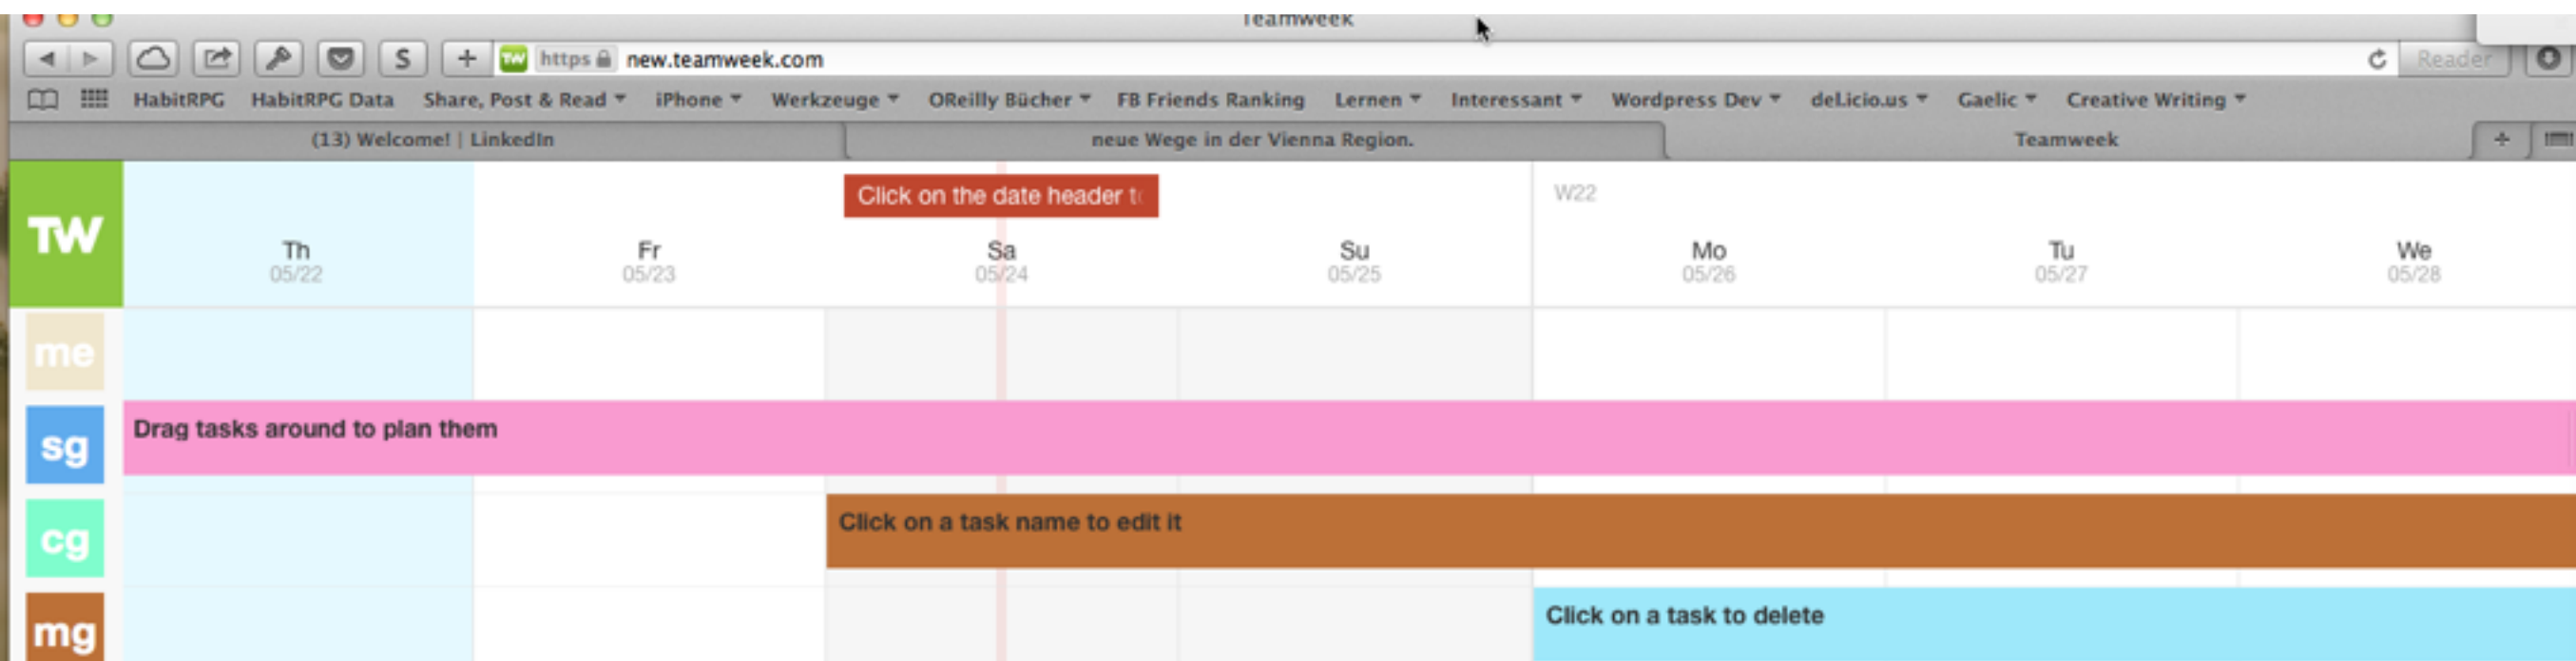 Teamweek
S + TW https new.teamweek.com Reader
HabitRPG HabitRPG Data Share, Post & Read iPhone Werkzeuge OReilly Bücher FB Friends Ranking Lernen Interessant Wordpress Dev del.icio.us Gaelic Creative Writing
(13) Welcome! | LinkedIn neue Wege in der Vienna Region. Teamweek +
TW
Click on the date header to
W22
Th Fr Sa Su Mo Tu We
05/22 05/23 05/24 05/25 05/26 05/27 05/28
me
sg Drag tasks around to plan them
cg Click on a task name to edit it
mg Click on a task to delete